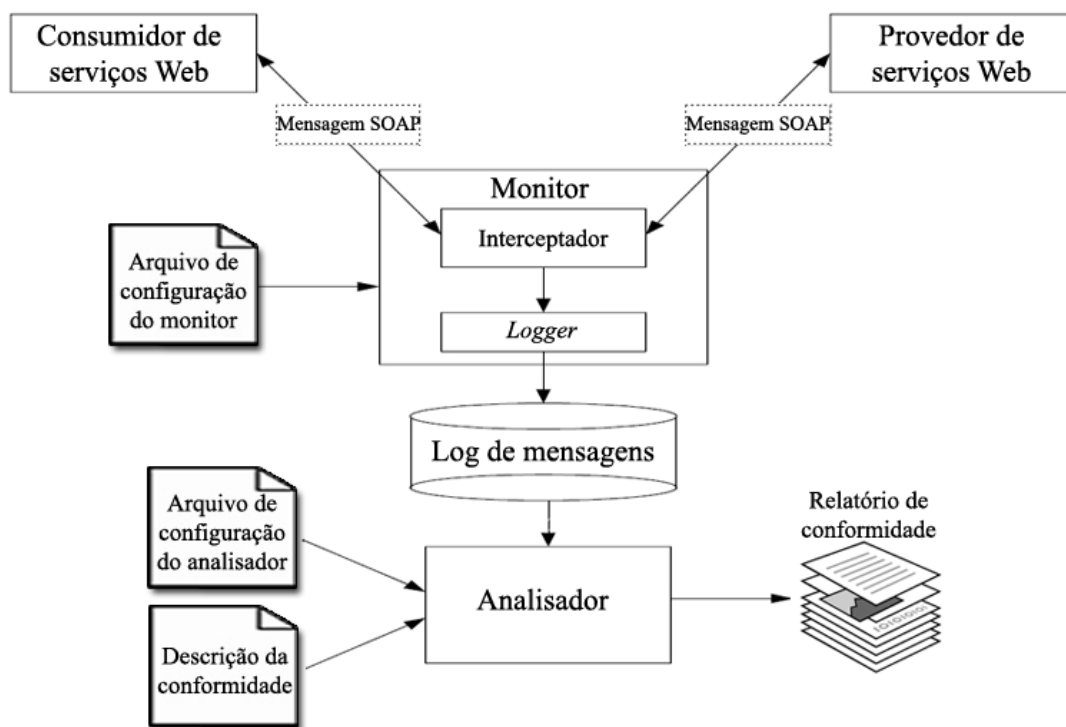 Consumidor de
serviços Web
Provedor de
serviços Web
Mensagem SOAP
Mensagem SOAP
Monitor
Interceptador
Logger
Arquivo de
configuração
do monitor
Log de mensagens
Arquivo de
configuração
do analisador
Relatório de
conformidade
Analisador
Descrição da
conformidade